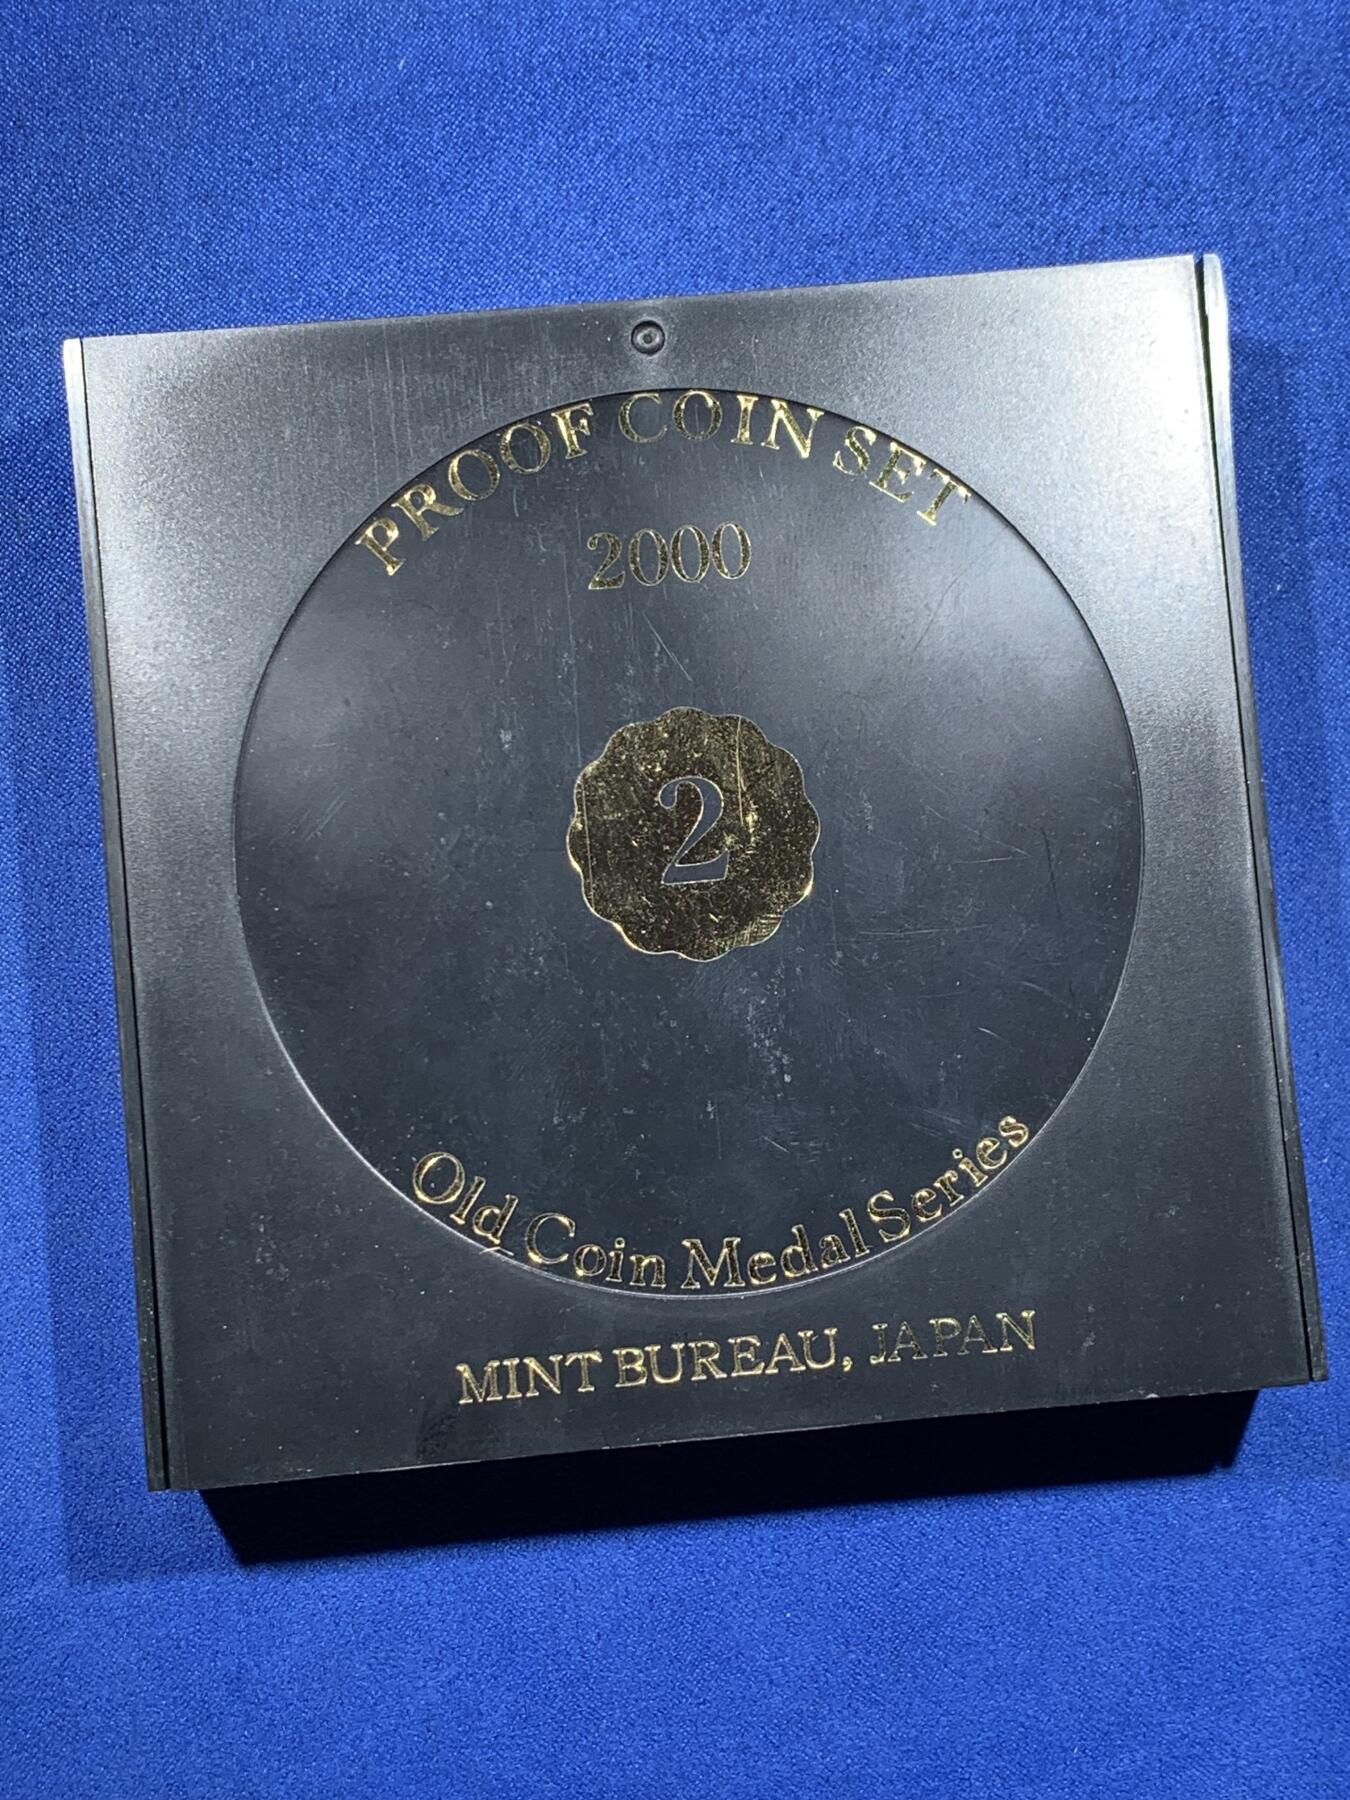 PROOF COIN SET
2000
2
Old Coin Medal Series
MINT BUREAU, JAPAN